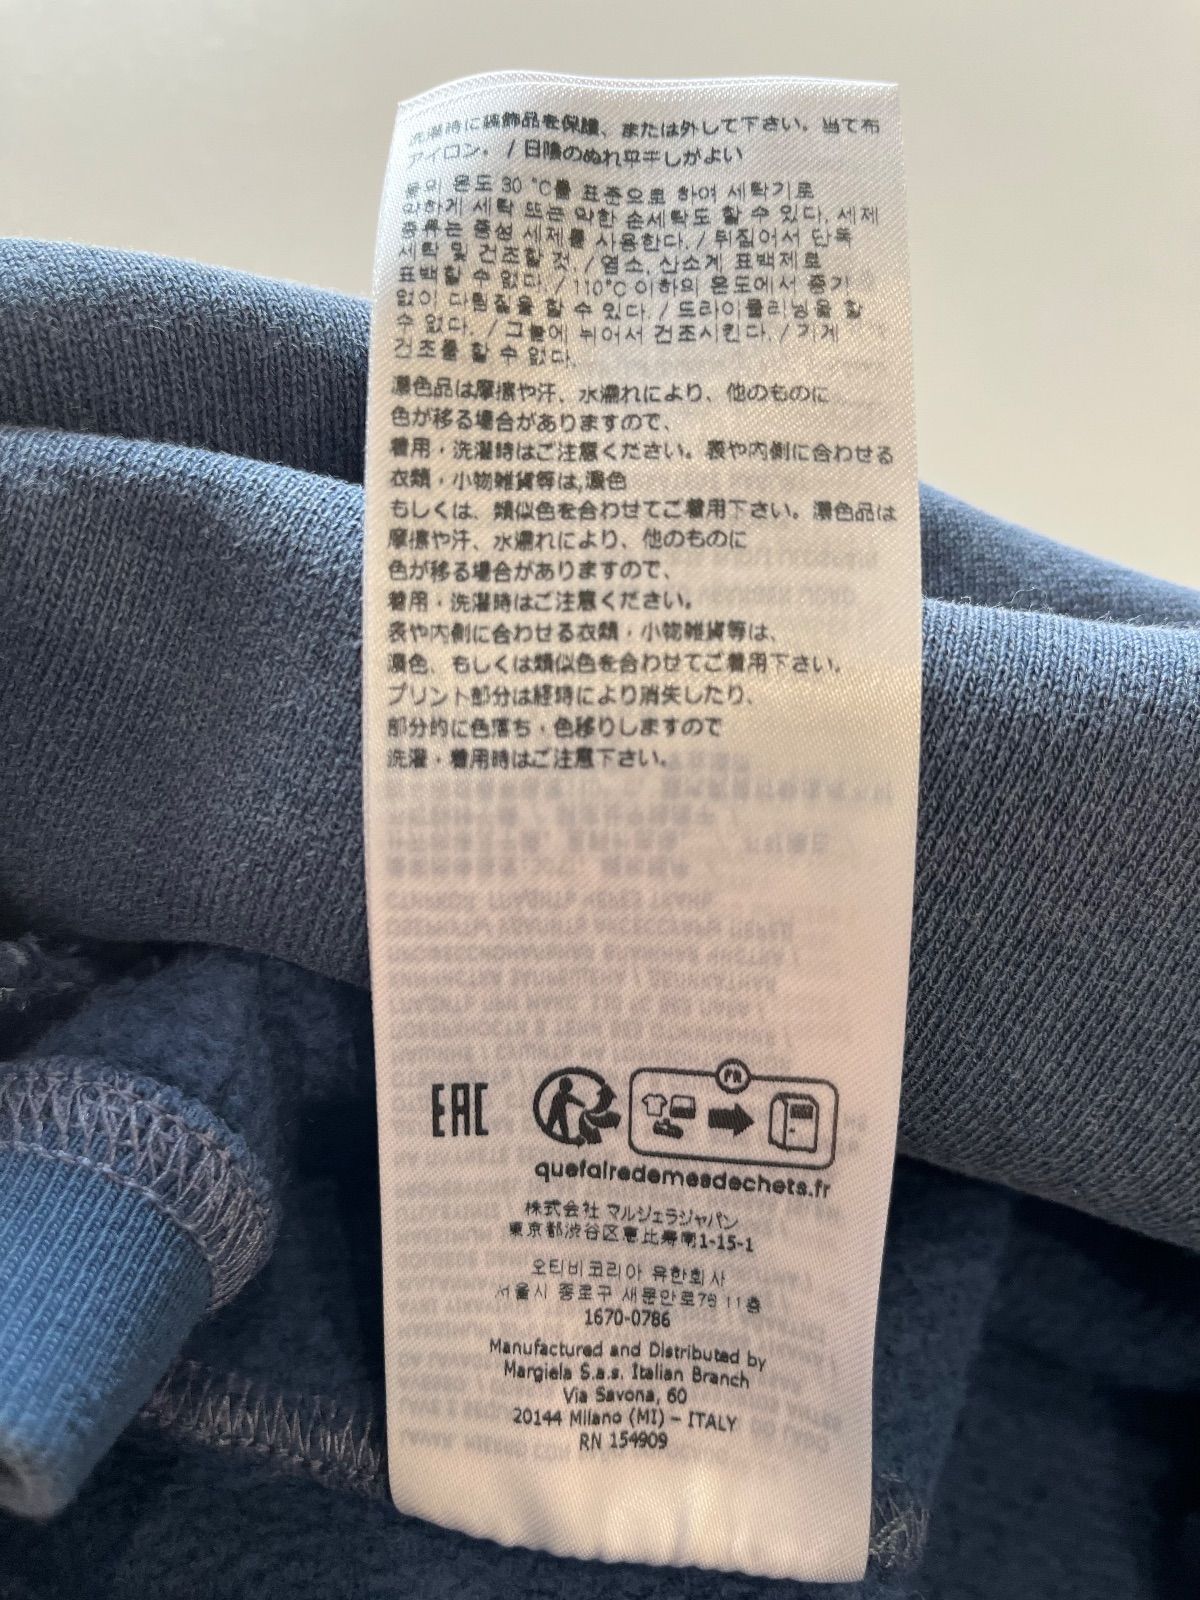 洗濯時に装飾品を保護、または外して下さい。当て布
アイロン。 / 日陰のぬれ平干しがよい
물의 온도 30 ℃를 표준으로 하여 세탁기로
약하게 세탁 또는 약한 손세탁도 할 수 있다. 세제
종류는 중성 세제를 사용한다. / 뒤집어서 단독
세탁 및 건조할 것. / 염소, 산소계 표백제로
표백할 수 없다. / 110℃ 이하의 온도에서 증기
없이 다림질을 할 수 있다. / 드라이클리닝을 할
수 없다. / 그늘에 뉘어서 건조시킨다. / 기계
건조를 할 수 없다.
濃色品は摩擦や汗、水濡れにより、他のものに
色が移る場合がありますので、
着用・洗濯時はご注意ください。表や内側に合わせる
衣類・小物雑貨等は,濃色
もしくは、類似色を合わせてご着用下さい。濃色品は
摩擦や汗、水濡れにより、他のものに
色が移る場合がありますので、
着用・洗濯時はご注意ください。
表や内側に合わせる衣類・小物雑貨等は、
濃色、もしくは類似色を合わせてご着用下さい。
プリント部分は経時により消失したり、
部分的に色落ち・色移りしますので
洗濯・着用時はご注意下さい。
EAC
FR
quefairedemesdechets.fr
株式会社 マルジェラジャパン
東京都渋谷区恵比寿南1-15-1
오티비코리아 유한회사
서울시 종로구 새문안로76 11층
1670-0786
Manufactured and Distributed by
Margiela S.a.s. Italian Branch
Via Savona, 60
20144 Milano (MI) - ITALY
RN 154909